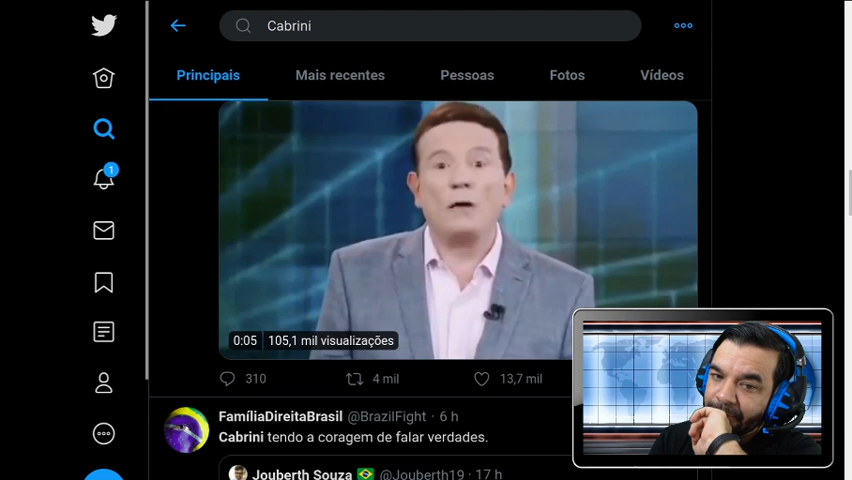 Cabrini
Principais
Mais recentes
Pessoas
Fotos
Vídeos
1
0:05 105,1 mil visualizações
310
4 mil
13,7 mil
FamíliaDireitaBrasil @BrazilFight · 6 h
Cabrini tendo a coragem de falar verdades.
Jouberth Souza @Jouberth19 · 17 h